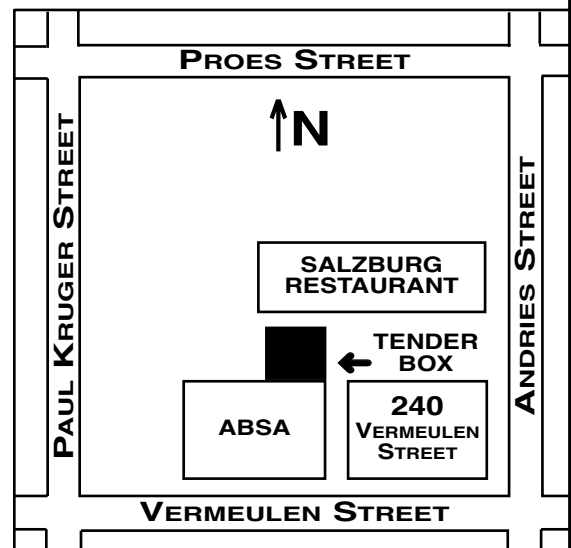 PROES STREET
N
PAUL KRUGER STREET
ANDRIES STREET
SALZBURG
RESTAURANT
TENDER
BOX
ABSA
240
VERMEULEN
STREET
VERMEULEN STREET